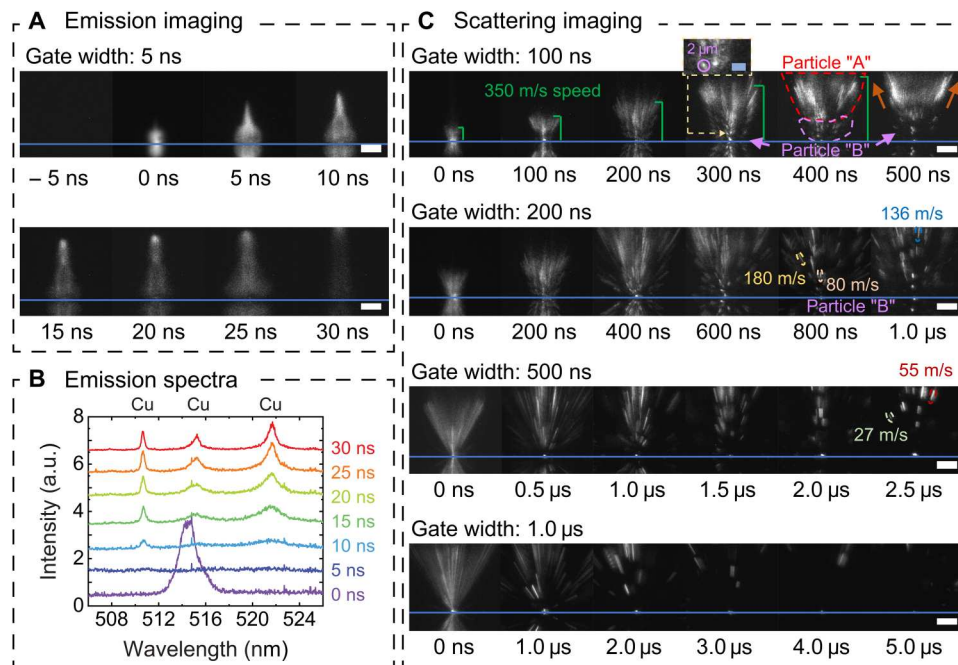 A Emission imaging
Gate width: 5 ns
– 5 ns 0 ns 5 ns 10 ns
15 ns 20 ns 25 ns 30 ns
B Emission spectra
Cu Cu Cu
8
6
4
2
0
Intensity (a.u.)
30 ns
25 ns
20 ns
15 ns
10 ns
5 ns
0 ns
508 512 516 520 524
Wavelength (nm)
C Scattering imaging
Gate width: 100 ns
2 µm
350 m/s speed
Particle "A"
Particle "B"
0 ns 100 ns 200 ns 300 ns 400 ns 500 ns
Gate width: 200 ns
136 m/s
180 m/s
80 m/s
Particle "B"
0 ns 200 ns 400 ns 600 ns 800 ns 1.0 µs
Gate width: 500 ns
55 m/s
27 m/s
0 ns 0.5 µs 1.0 µs 1.5 µs 2.0 µs 2.5 µs
Gate width: 1.0 µs
0 ns 1.0 µs 2.0 µs 3.0 µs 4.0 µs 5.0 µs